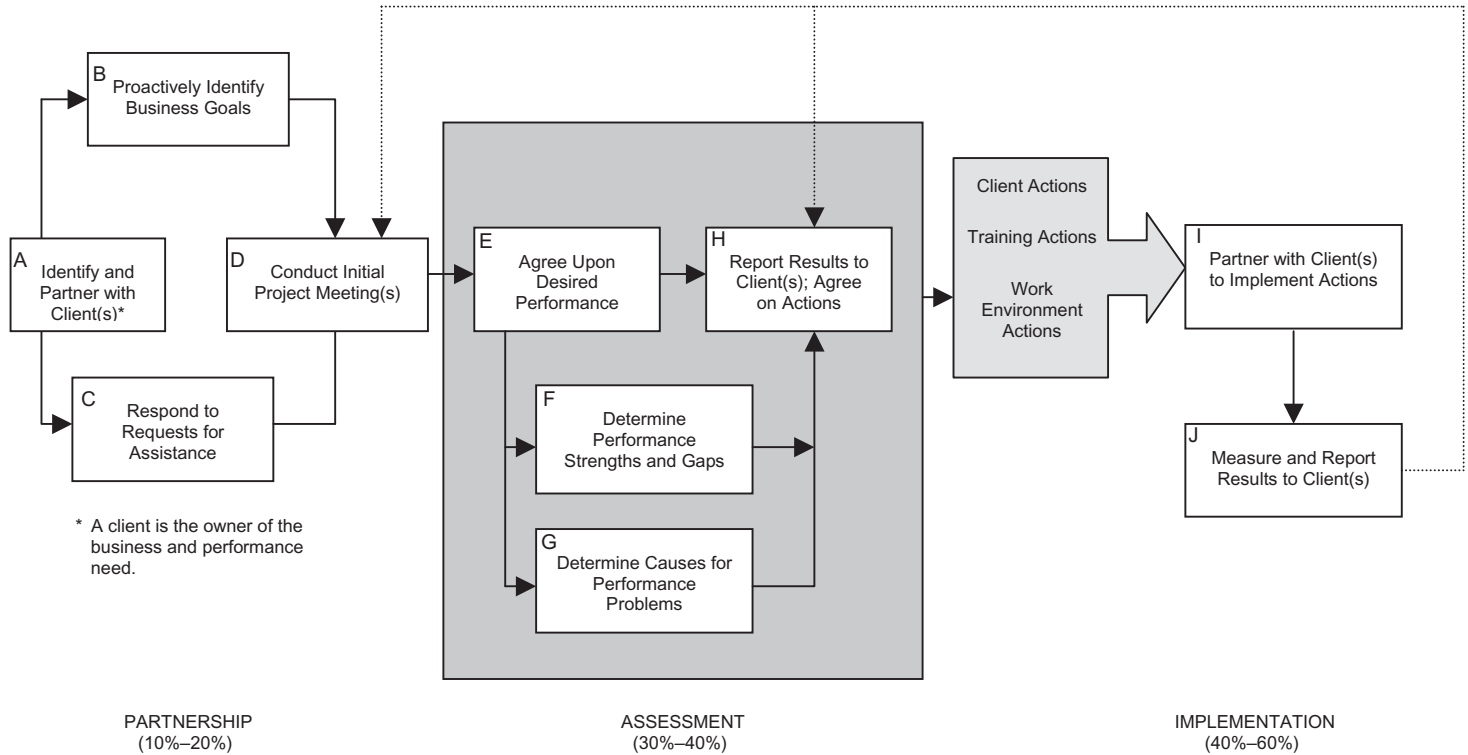 B
Proactively Identify
Business Goals
A
Identify and
Partner with
Client(s)*
C
Respond to
Requests for
Assistance
* A client is the owner of the
business and performance
need.
D
Conduct Initial
Project Meeting(s)
E
Agree Upon
Desired
Performance
F
Determine
Performance
Strengths and Gaps
G
Determine Causes for
Performance
Problems
H
Report Results to
Client(s); Agree
on Actions
Client Actions
Training Actions
Work
Environment
Actions
I
Partner with Client(s)
to Implement Actions
J
Measure and Report
Results to Client(s)
PARTNERSHIP
(10%–20%)
ASSESSMENT
(30%–40%)
IMPLEMENTATION
(40%–60%)